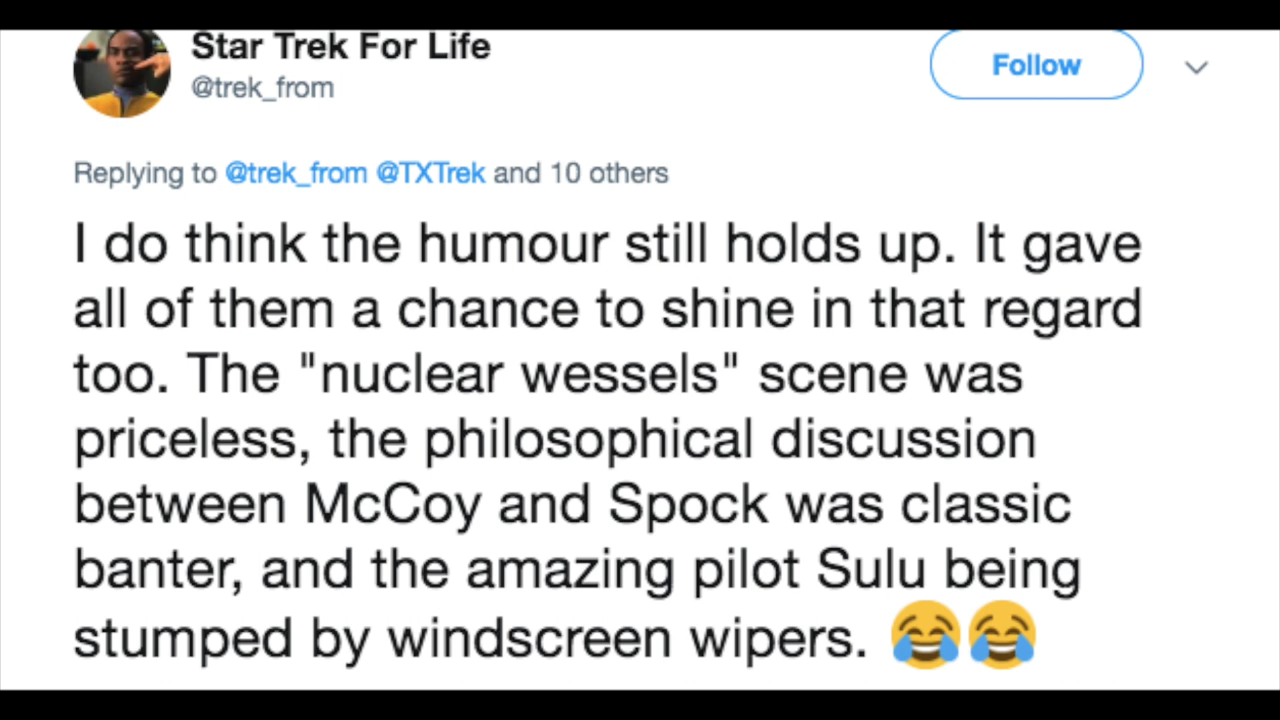 Star Trek For Life
@trek_from
Follow
Replying to @trek_from @TXTrek and 10 others
I do think the humour still holds up. It gave
all of them a chance to shine in that regard
too. The "nuclear wessels" scene was
priceless, the philosophical discussion
between McCoy and Spock was classic
banter, and the amazing pilot Sulu being
stumped by windscreen wipers. 😂😂